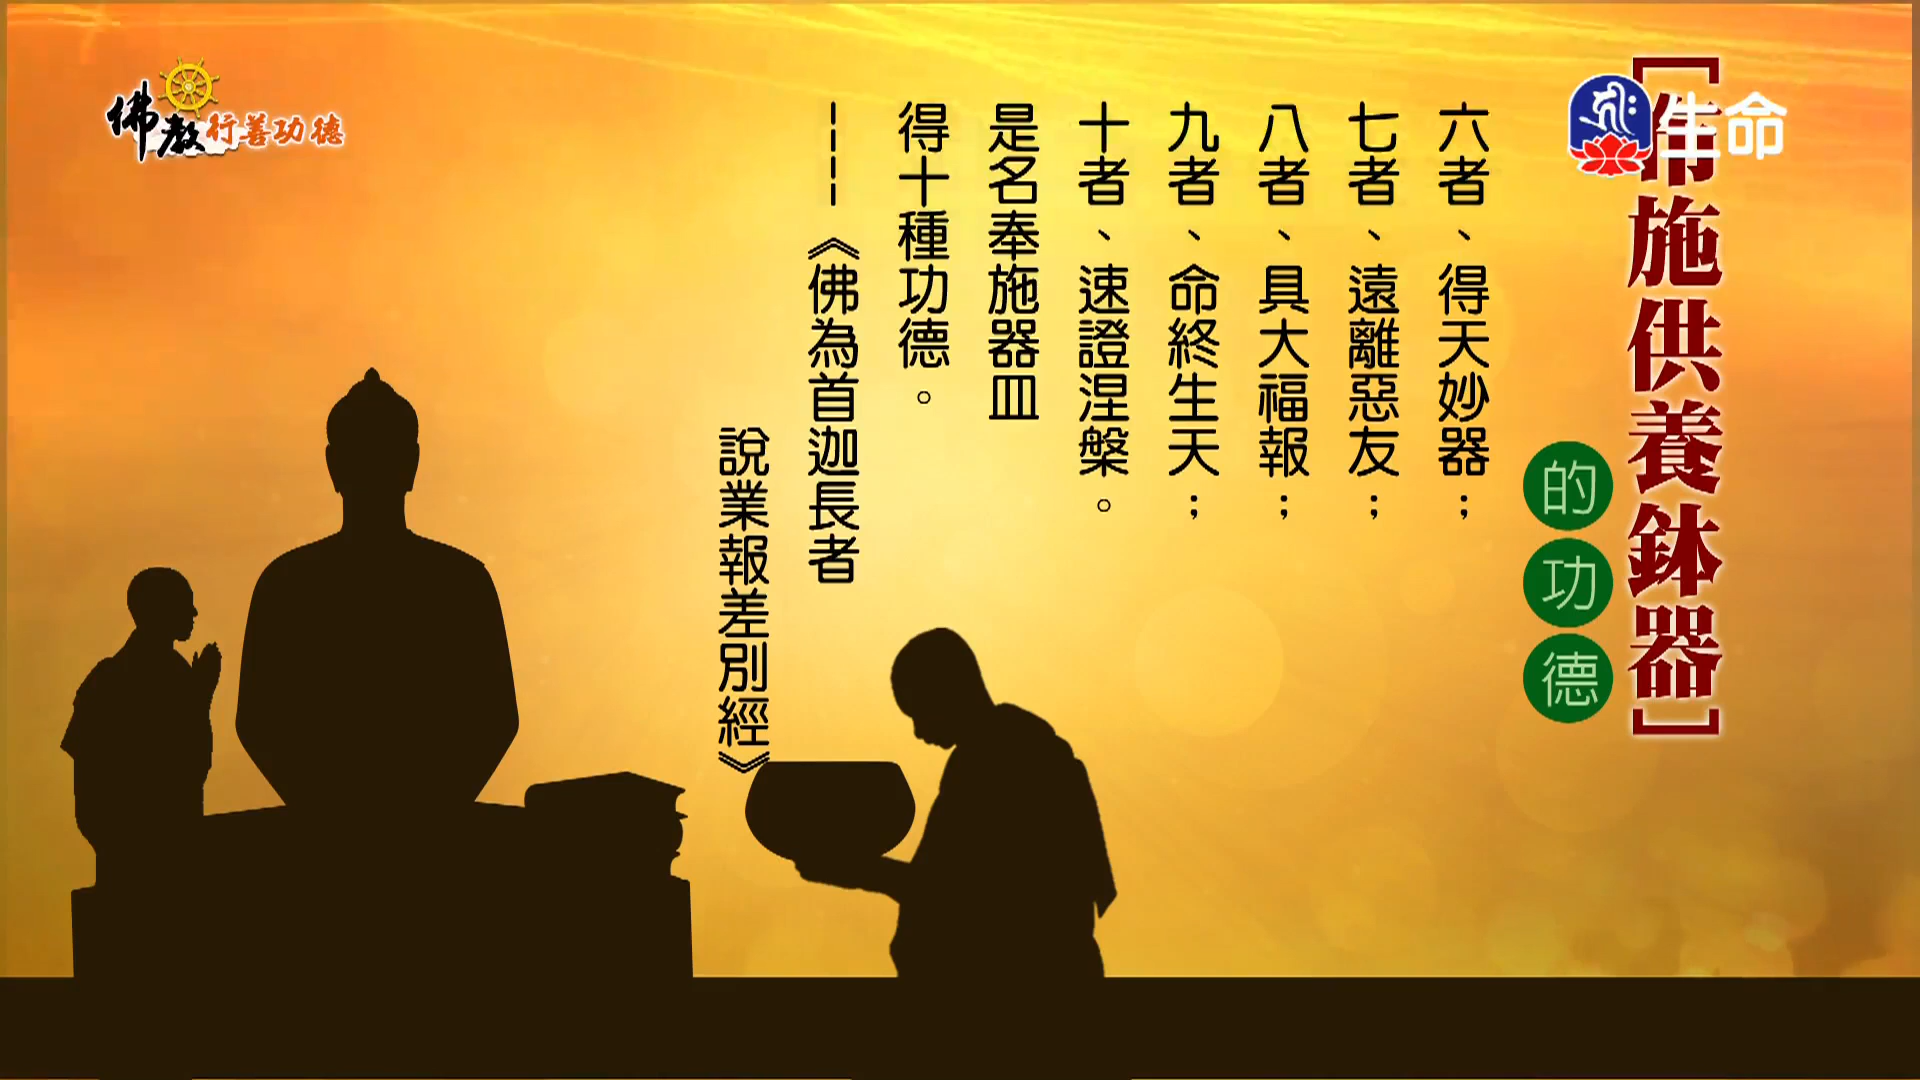 佛教行善功德
生命
［布施供養鉢器］
的功德
六者、得天妙器；
七者、遠離惡友；
八者、具大福報；
九者、命終生天；
十者、速證涅槃。
是名奉施器皿
得十種功德。
----《佛為首迦長者
說業報差別經》